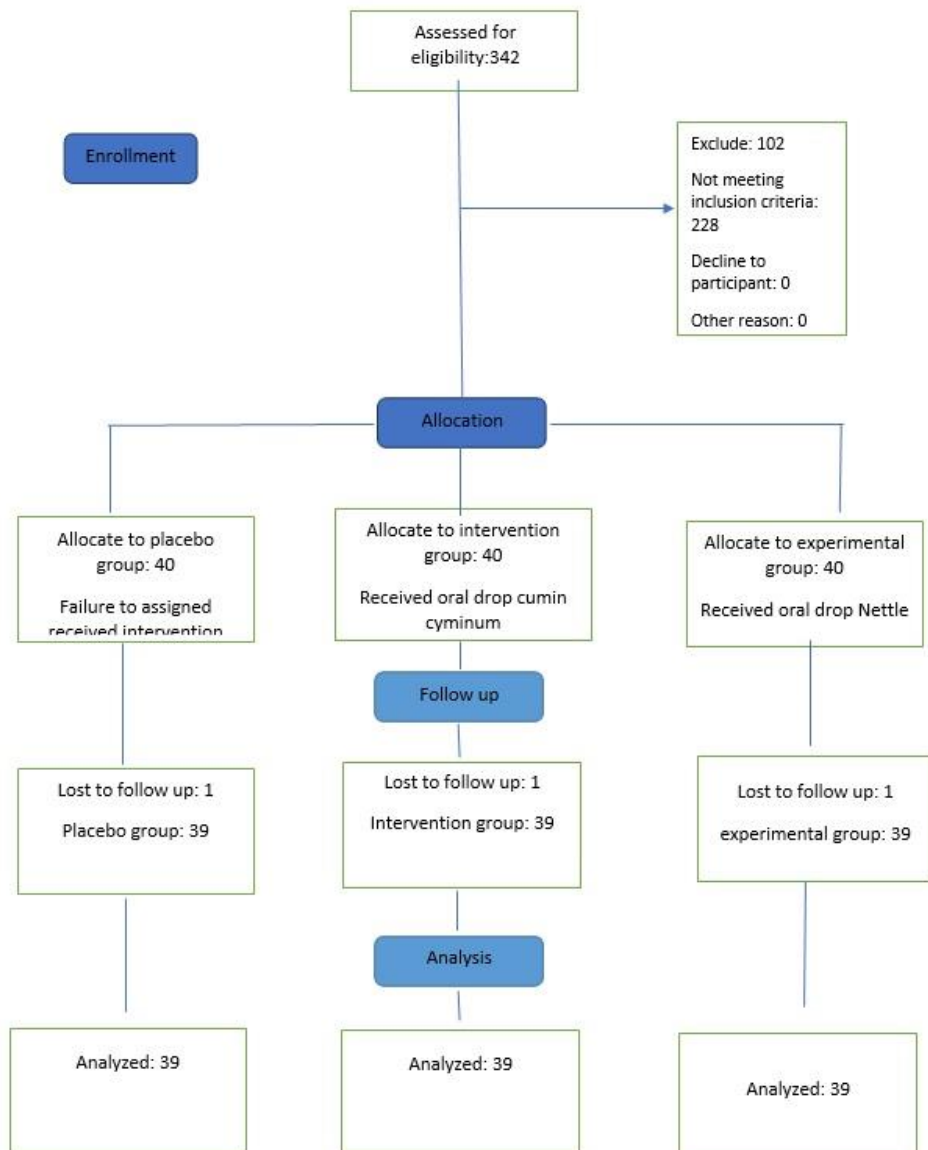 Assessed for
eligibility:342
Enrollment
Exclude: 102
Not meeting
inclusion criteria:
228
Decline to
participant: 0
Other reason: 0
Allocation
Allocate to placebo
group: 40
Failure to assigned
received intervention
Allocate to intervention
group: 40
Received oral drop cumin
cyminum
Allocate to experimental
group: 40
Received oral drop Nettle
Follow up
Lost to follow up: 1
Placebo group: 39
Lost to follow up: 1
Intervention group: 39
Lost to follow up: 1
experimental group: 39
Analysis
Analyzed: 39
Analyzed: 39
Analyzed: 39